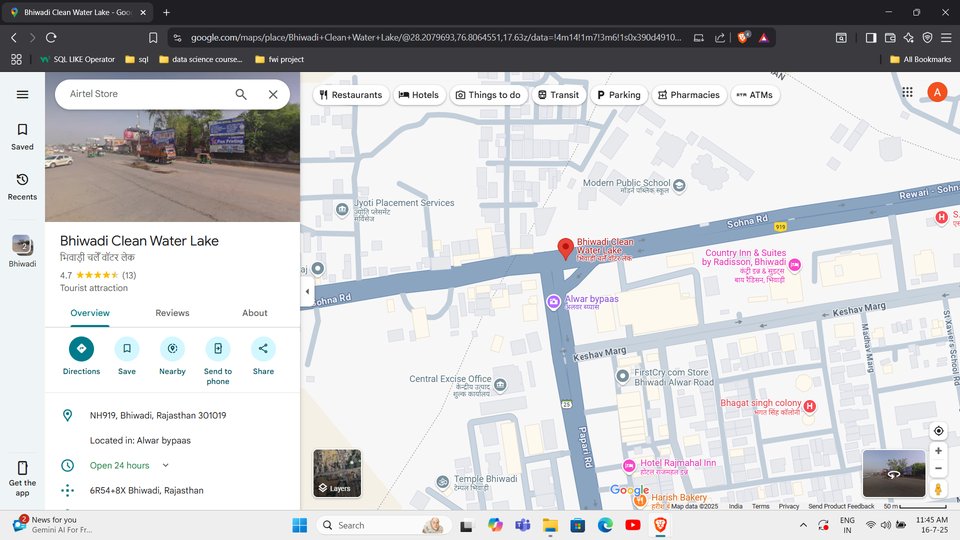 Bhiwadi Clean Water Lake - Goo
google.com/maps/place/Bhiwadi+Clean+Water+Lake/@28.2079693,76.8064551,17.63z/data=!4m14!1m7!3m6!1s0x390d4910...
6
SQL LIKE Operator
sql
data science course...
fwi project
All Bookmarks
Airtel Store
Restaurants
Hotels
Things to do
Transit
Parking
Pharmacies
ATMs
A
Saved
Recents
2
Bhiwadi
Get the
app
Bhiwadi Clean Water Lake
भिवाड़ी चलेँ वॉटर लेक
4.7
(13)
Tourist attraction
Overview
Reviews
About
Directions
Save
Nearby
Send to
phone
Share
NH919, Bhiwadi, Rajasthan 301019
Located in: Alwar bypaas
Open 24 hours
6R54+8X Bhiwadi, Rajasthan
Modern Public School
मॉडर्न पब्लिक स्कूल
Rewari - Sohna
Jyoti Placement Services
ज्योति प्लेसमेंट
सर्विसेज
Sohna Rd
919
Bhiwadi Clean
Water Lake
Country Inn & Suites
by Radisson, Bhiwadi
कंट्री इन्न & सुइट्स
बाय रैडिसन, भिवाड़ी
Sohna Rd
Alwar bypaas
Keshav Marg
Keshav Marg
Madhav Marg
St Xavier's School
Central Excise Office
केन्द्रीय उत्पाद
शुल्क कार्यालय
FirstCry.com Store
Bhiwadi Alwar Road
25
Bhagat singh colony
भगत सिंह कॉलोनी
Papari Rd
Hotel Rajmahal Inn
होटल राजमहल इन्न
Temple Bhiwadi
टेम्पल भिवाड़ी
Layers
Google
Harish Bakery
Map data ©2025
India
Terms
Privacy
Send Product Feedback
50 m
2
News for you
Gemini AI For Fr...
Search
ENG
IN
11:45 AM
16-7-25